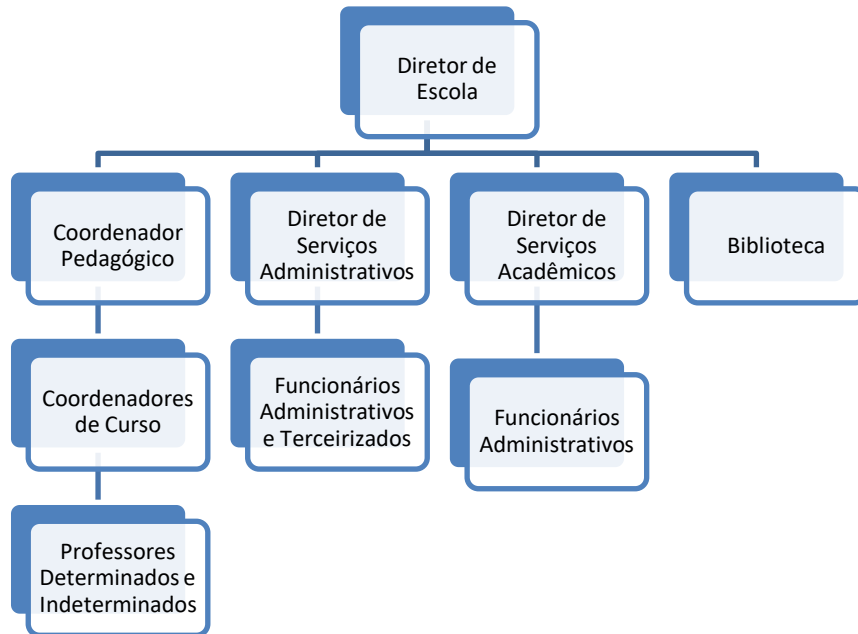 Diretor de
Escola
Coordenador
Pedagógico
Diretor de
Serviços
Administrativos
Diretor de
Serviços
Acadêmicos
Biblioteca
Coordenadores
de Curso
Funcionários
Administrativos
e Terceirizados
Funcionários
Administrativos
Professores
Determinados e
Indeterminados